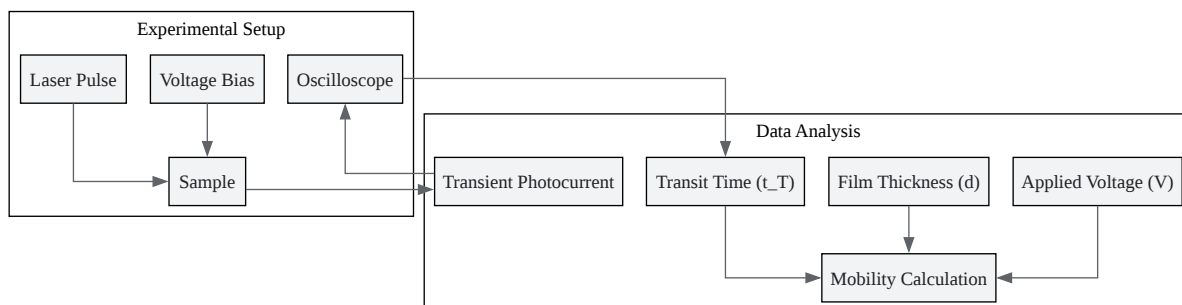 Experimental Setup
Laser Pulse
Voltage Bias
Oscilloscope
Data Analysis
Sample
Transient Photocurrent
Transit Time (t_T)
Film Thickness (d)
Applied Voltage (V)
Mobility Calculation